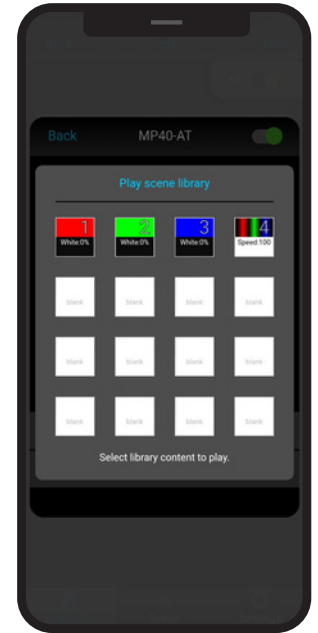 Back MP40-AT
Play scene library
1 2 3 4
White:0% White:0% White:0% Speed:100
blank blank blank blank
blank blank blank blank
blank blank blank blank
Select library content to play.